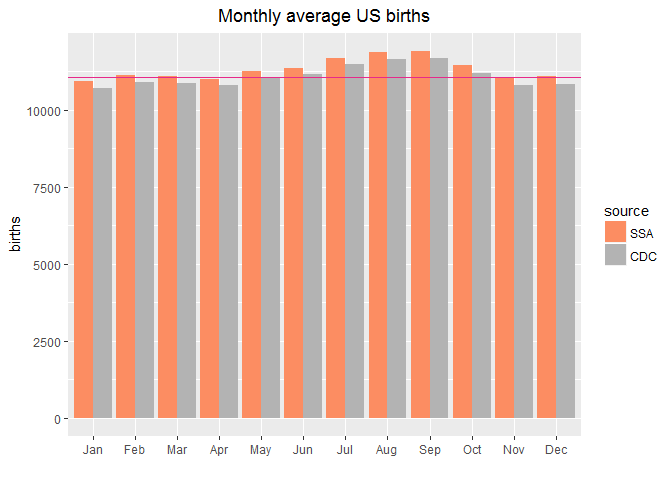 Monthly average US births
births
10000
7500
5000
2500
0
Jan Feb Mar Apr May Jun Jul Aug Sep Oct Nov Dec
source
SSA
CDC